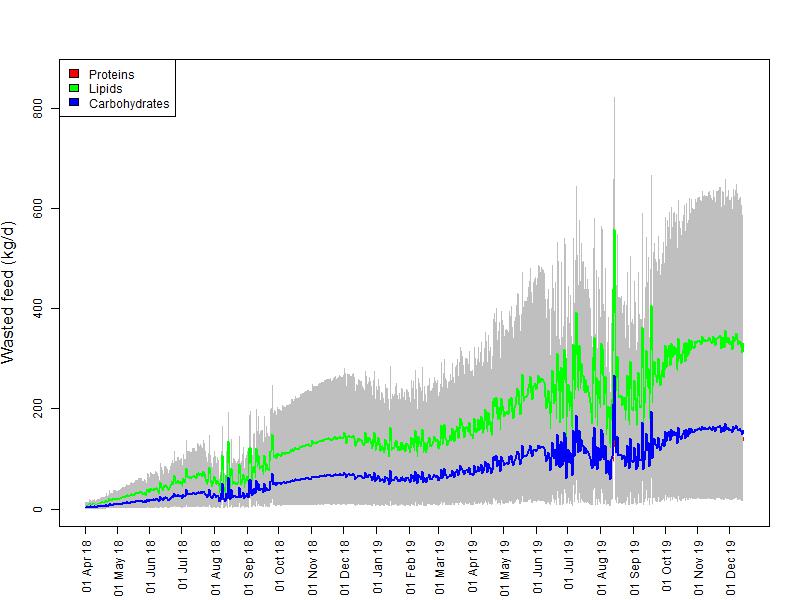 Proteins
Lipids
Carbohydrates
Wasted feed (kg/d)
800
600
400
200
0
01 Apr 18
01 May 18
01 Jun 18
01 Jul 18
01 Aug 18
01 Sep 18
01 Oct 18
01 Nov 18
01 Dec 18
01 Jan 19
01 Feb 19
01 Mar 19
01 Apr 19
01 May 19
01 Jun 19
01 Jul 19
01 Aug 19
01 Sep 19
01 Oct 19
01 Nov 19
01 Dec 19